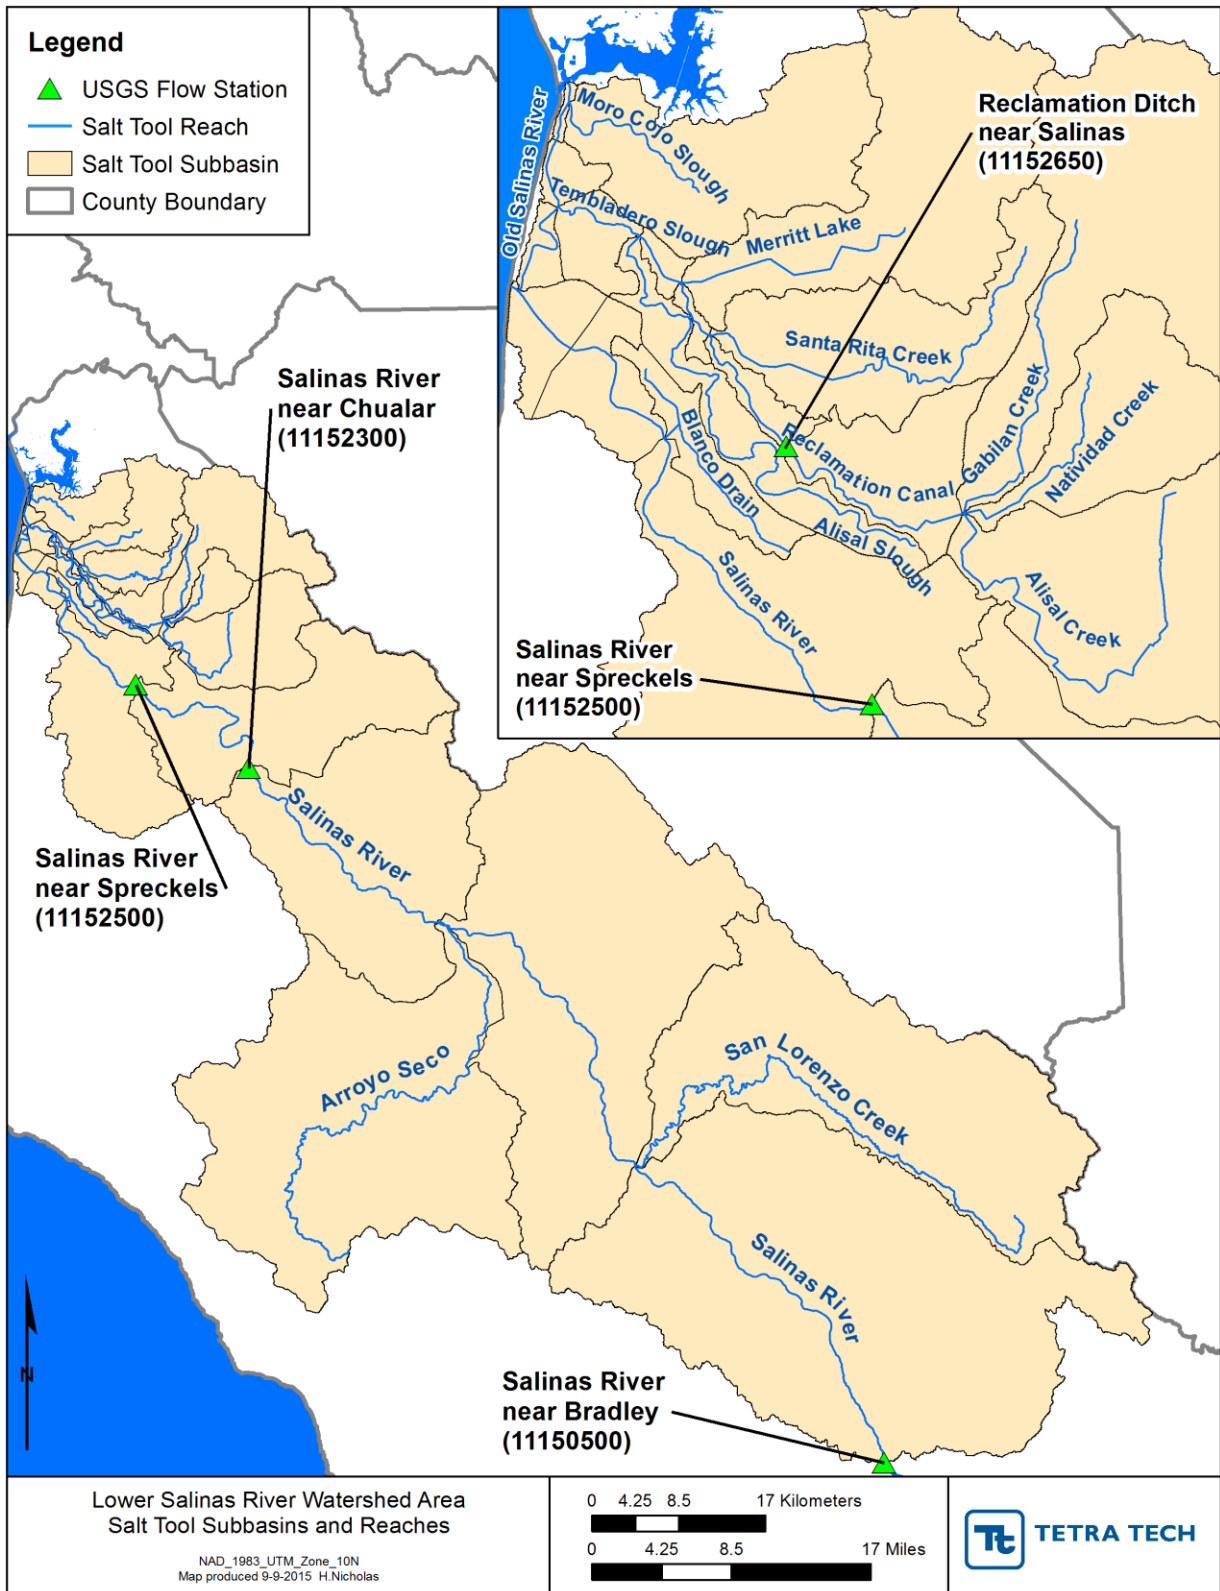 Legend
USGS Flow Station
Salt Tool Reach
Salt Tool Subbasin
County Boundary
Old Salinas River
Moro Cojo Slough
Tembladero Slough
Merritt Lake
Reclamation Ditch
near Salinas
(11152650)
Santa Rita Creek
Reclamation Canal
Gabilan Creek
Natividad Creek
Blanco Drain
Alisal Slough
Alisal Creek
Salinas River
Salinas River
near Spreckels
(11152500)
Salinas River
near Chualar
(11152300)
Salinas River
Salinas River
near Spreckels
(11152500)
Arroyo Seco
San Lorenzo Creek
Salinas River
Salinas River
near Bradley
(11150500)
N
Lower Salinas River Watershed Area
Salt Tool Subbasins and Reaches
NAD_1983_UTM_Zone_10N
Map produced 9-9-2015 H.Nicholas
0 4.25 8.5 17 Kilometers
0 4.25 8.5 17 Miles
Tt TETRA TECH